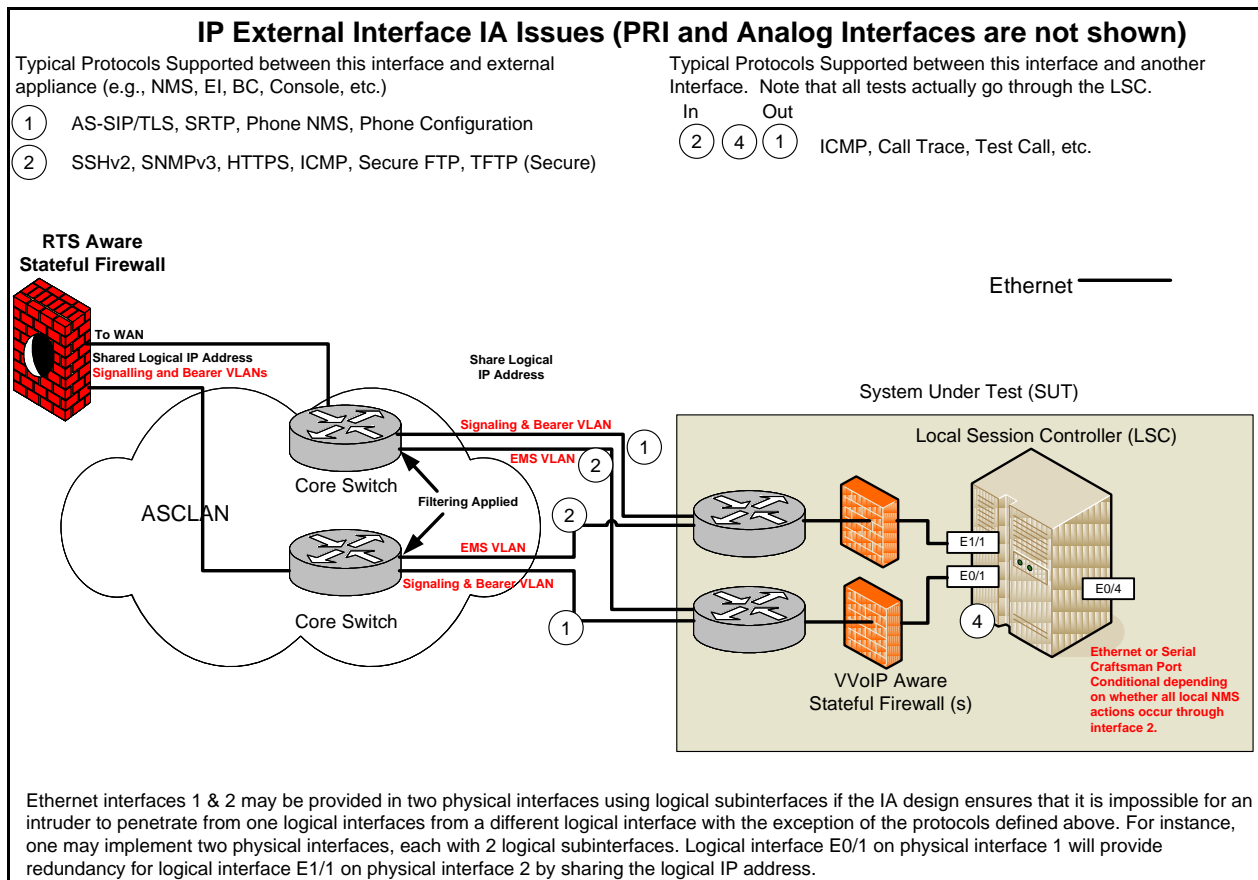 IP External Interface IA Issues (PRI and Analog Interfaces are not shown)
Typical Protocols Supported between this interface and external
appliance (e.g., NMS, EI, BC, Console, etc.)
1 AS-SIP/TLS, SRTP, Phone NMS, Phone Configuration
2 SSHv2, SNMPv3, HTTPS, ICMP, Secure FTP, TFTP (Secure)
Typical Protocols Supported between this interface and another
Interface. Note that all tests actually go through the LSC.
In Out
2 4 1 ICMP, Call Trace, Test Call, etc.
RTS Aware
Stateful Firewall
Ethernet
To WAN
Shared Logical IP Address
Signalling and Bearer VLANs
Share Logical
IP Address
System Under Test (SUT)
Signaling & Bearer VLAN
1
EMS VLAN
2
Local Session Controller (LSC)
Core Switch
Filtering Applied
ASCLAN
2
EMS VLAN
Signaling & Bearer VLAN
E1/1
E0/1
E0/4
Core Switch
1
4
VVoIP Aware
Stateful Firewall (s)
Ethernet or Serial
Craftsman Port
Conditional depending
on whether all local NMS
actions occur through
interface 2.
Ethernet interfaces 1 & 2 may be provided in two physical interfaces using logical subinterfaces if the IA design ensures that it is impossible for an
intruder to penetrate from one logical interfaces from a different logical interface with the exception of the protocols defined above. For instance,
one may implement two physical interfaces, each with 2 logical subinterfaces. Logical interface E0/1 on physical interface 1 will provide
redundancy for logical interface E1/1 on physical interface 2 by sharing the logical IP address.